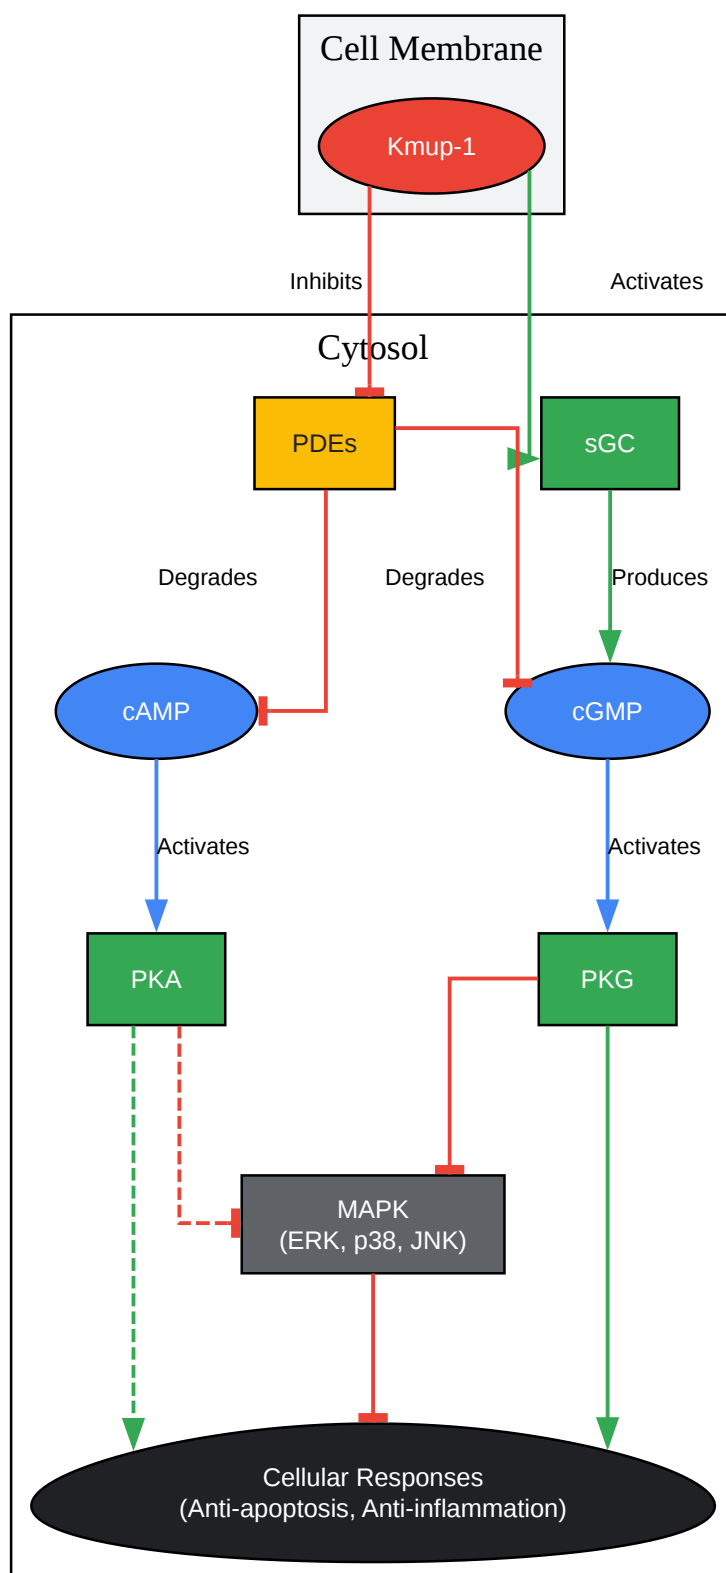 Cell Membrane
Kmup-1
Inhibits
Activates
Cytosol
PDEs
sGC
Degrades
Degrades
Produces
cAMP
cGMP
Activates
Activates
PKA
PKG
MAPK
(ERK, p38, JNK)
Cellular Responses
(Anti-apoptosis, Anti-inflammation)